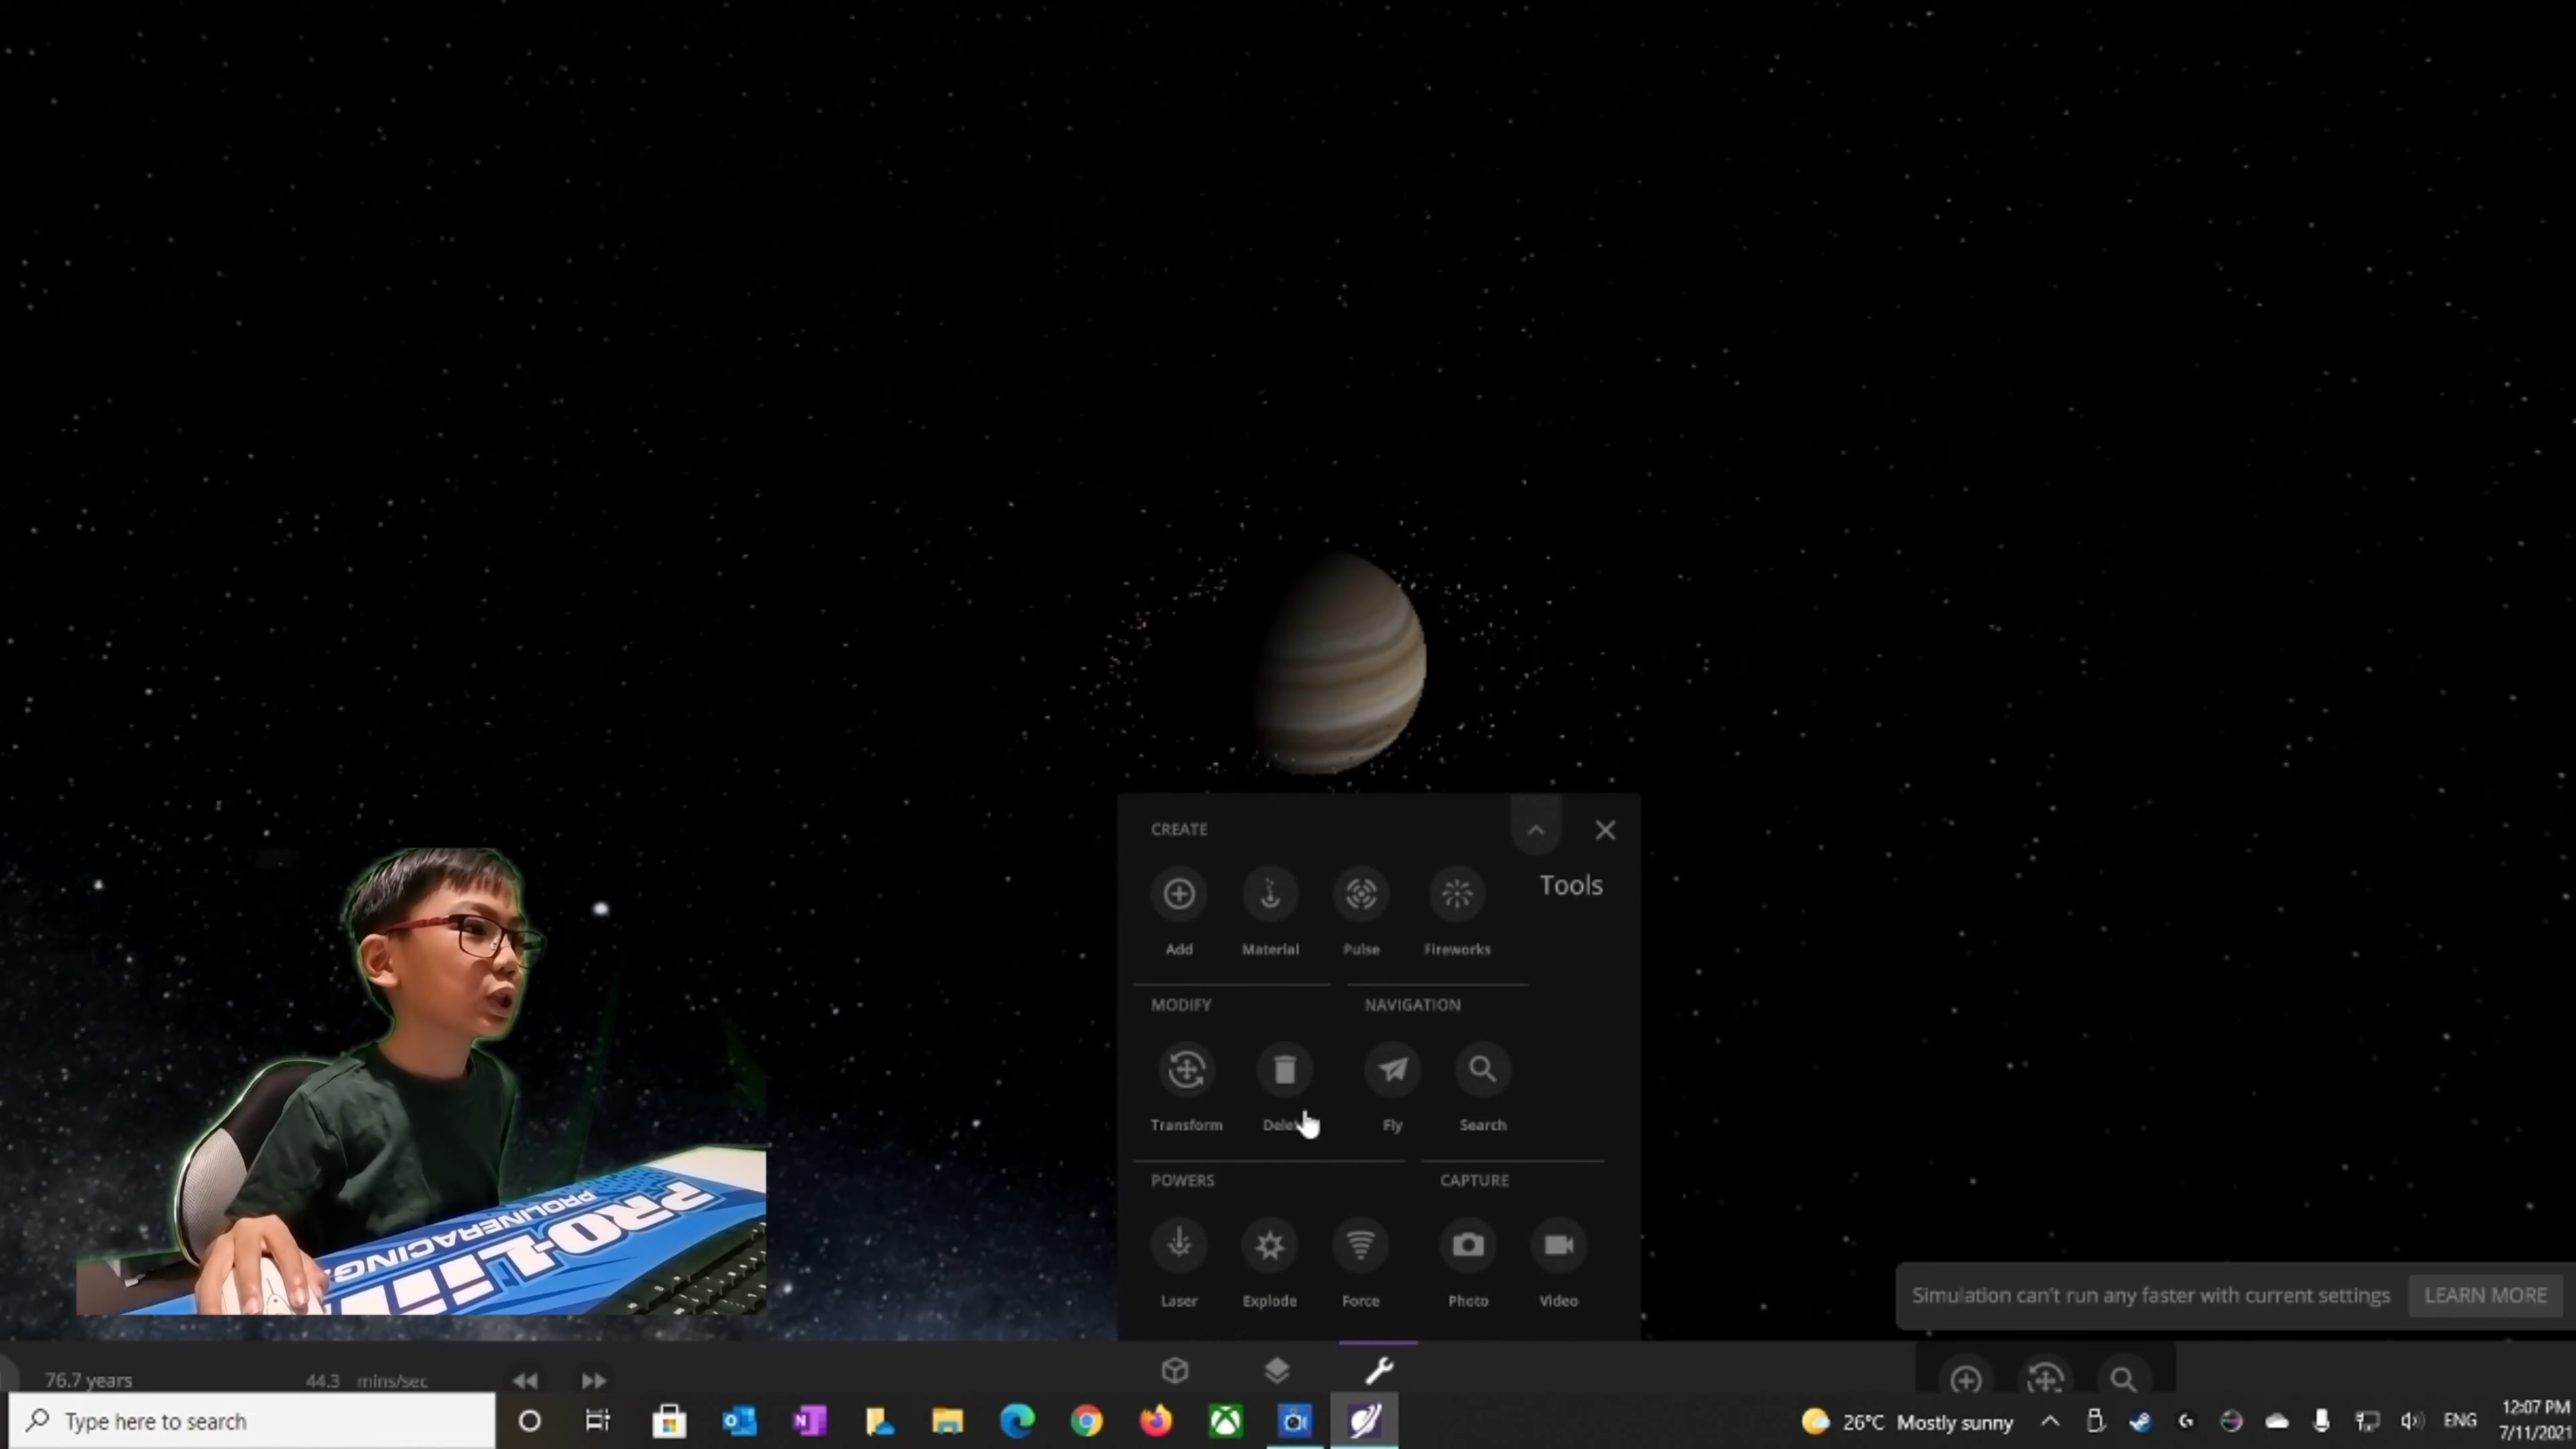 CREATE
Tools
Add Material Pulse Fireworks
MODIFY NAVIGATION
Transform Fly Search
POWERS CAPTURE
Laser Explode Force Photo Video
PRO-Line
PROLINERACING
Simulation can't run any faster with current settings LEARN MORE
76.7 years 44.3 mins/sec
Type here to search
26°C Mostly sunny ENG
12:07 PM
7/11/2021